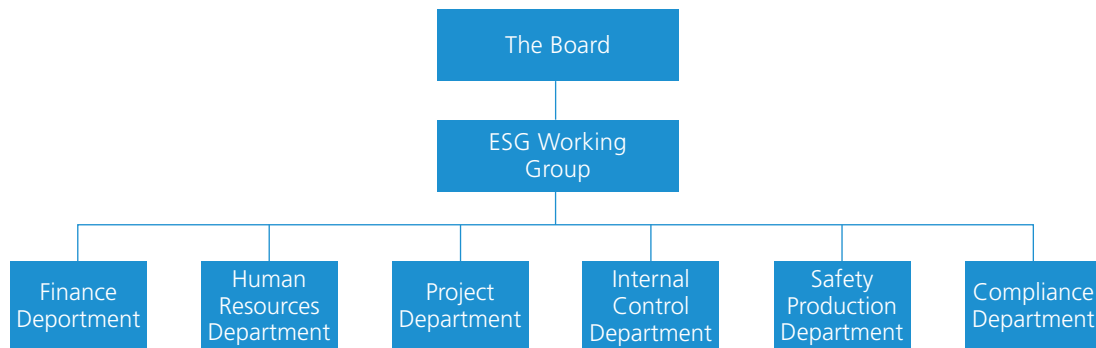 The Board
ESG Working
Group
Finance
Deportment
Human
Resources
Department
Project
Department
Internal
Control
Department
Safety
Production
Department
Compliance
Department